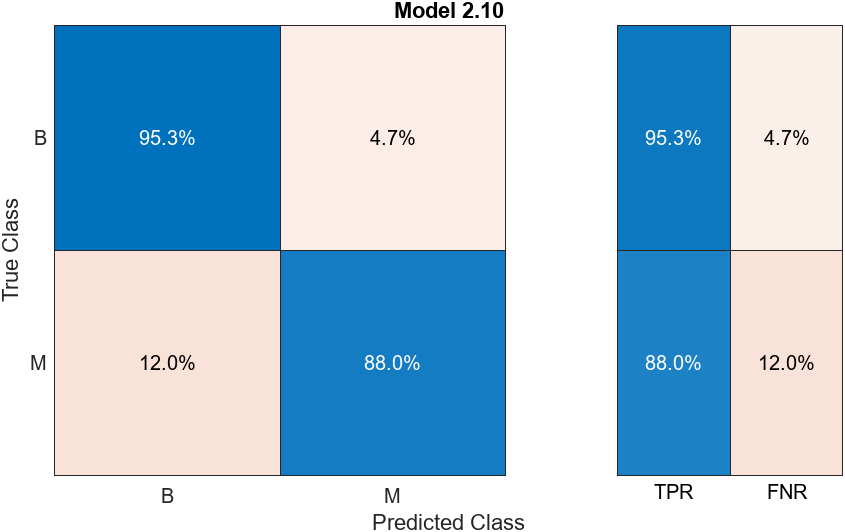 Model 2.10
True Class
B
95.3%
4.7%
95.3%
4.7%
M
12.0%
88.0%
88.0%
12.0%
B
M
TPR
FNR
Predicted Class